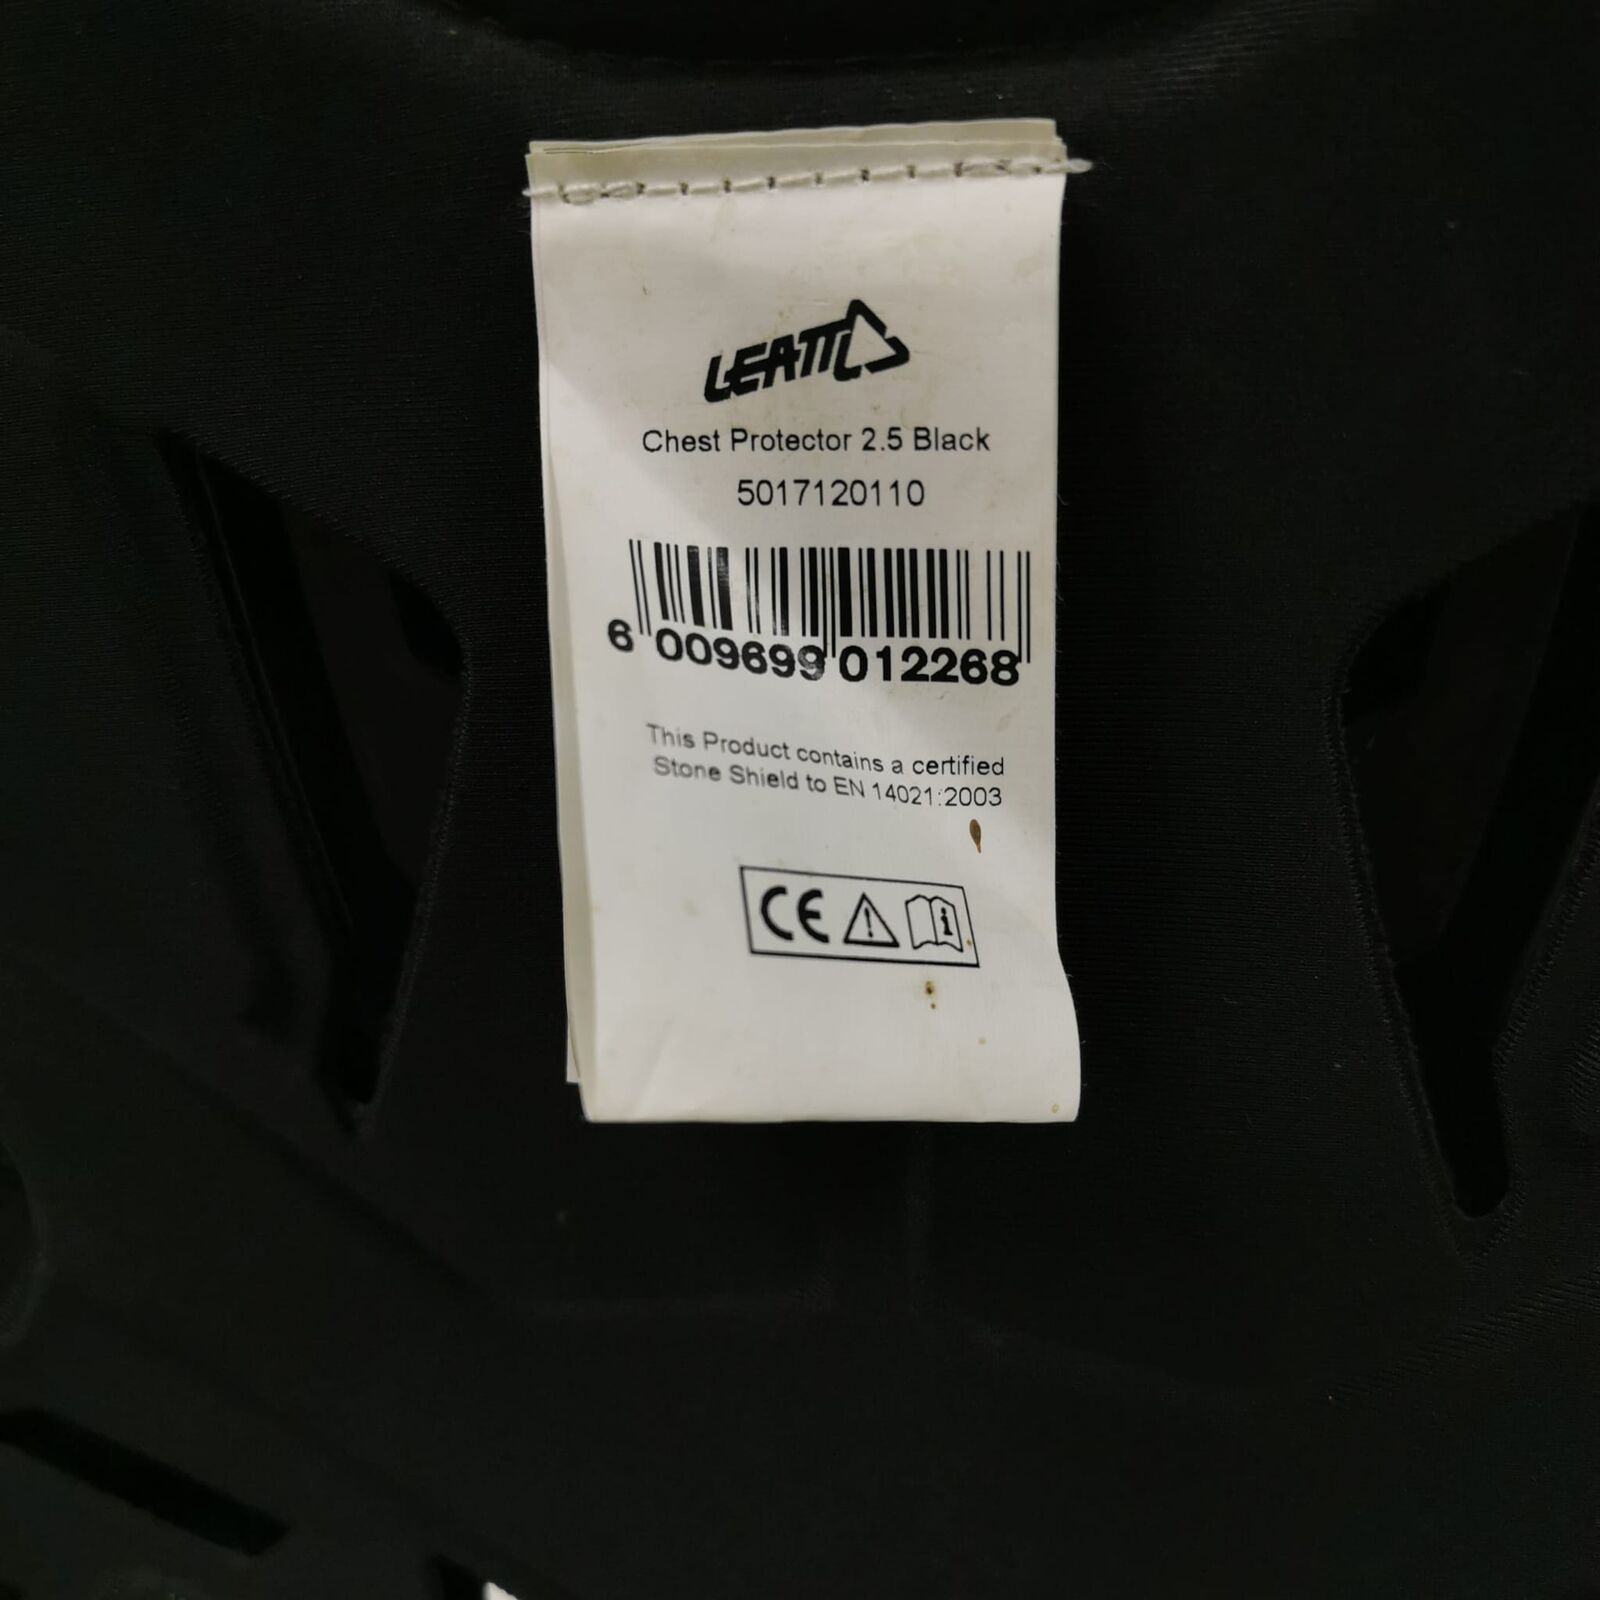 LEATT
Chest Protector 2.5 Black
5017120110
6 009699 012268
This Product contains a certified
Stone Shield to EN 14021:2003
CE